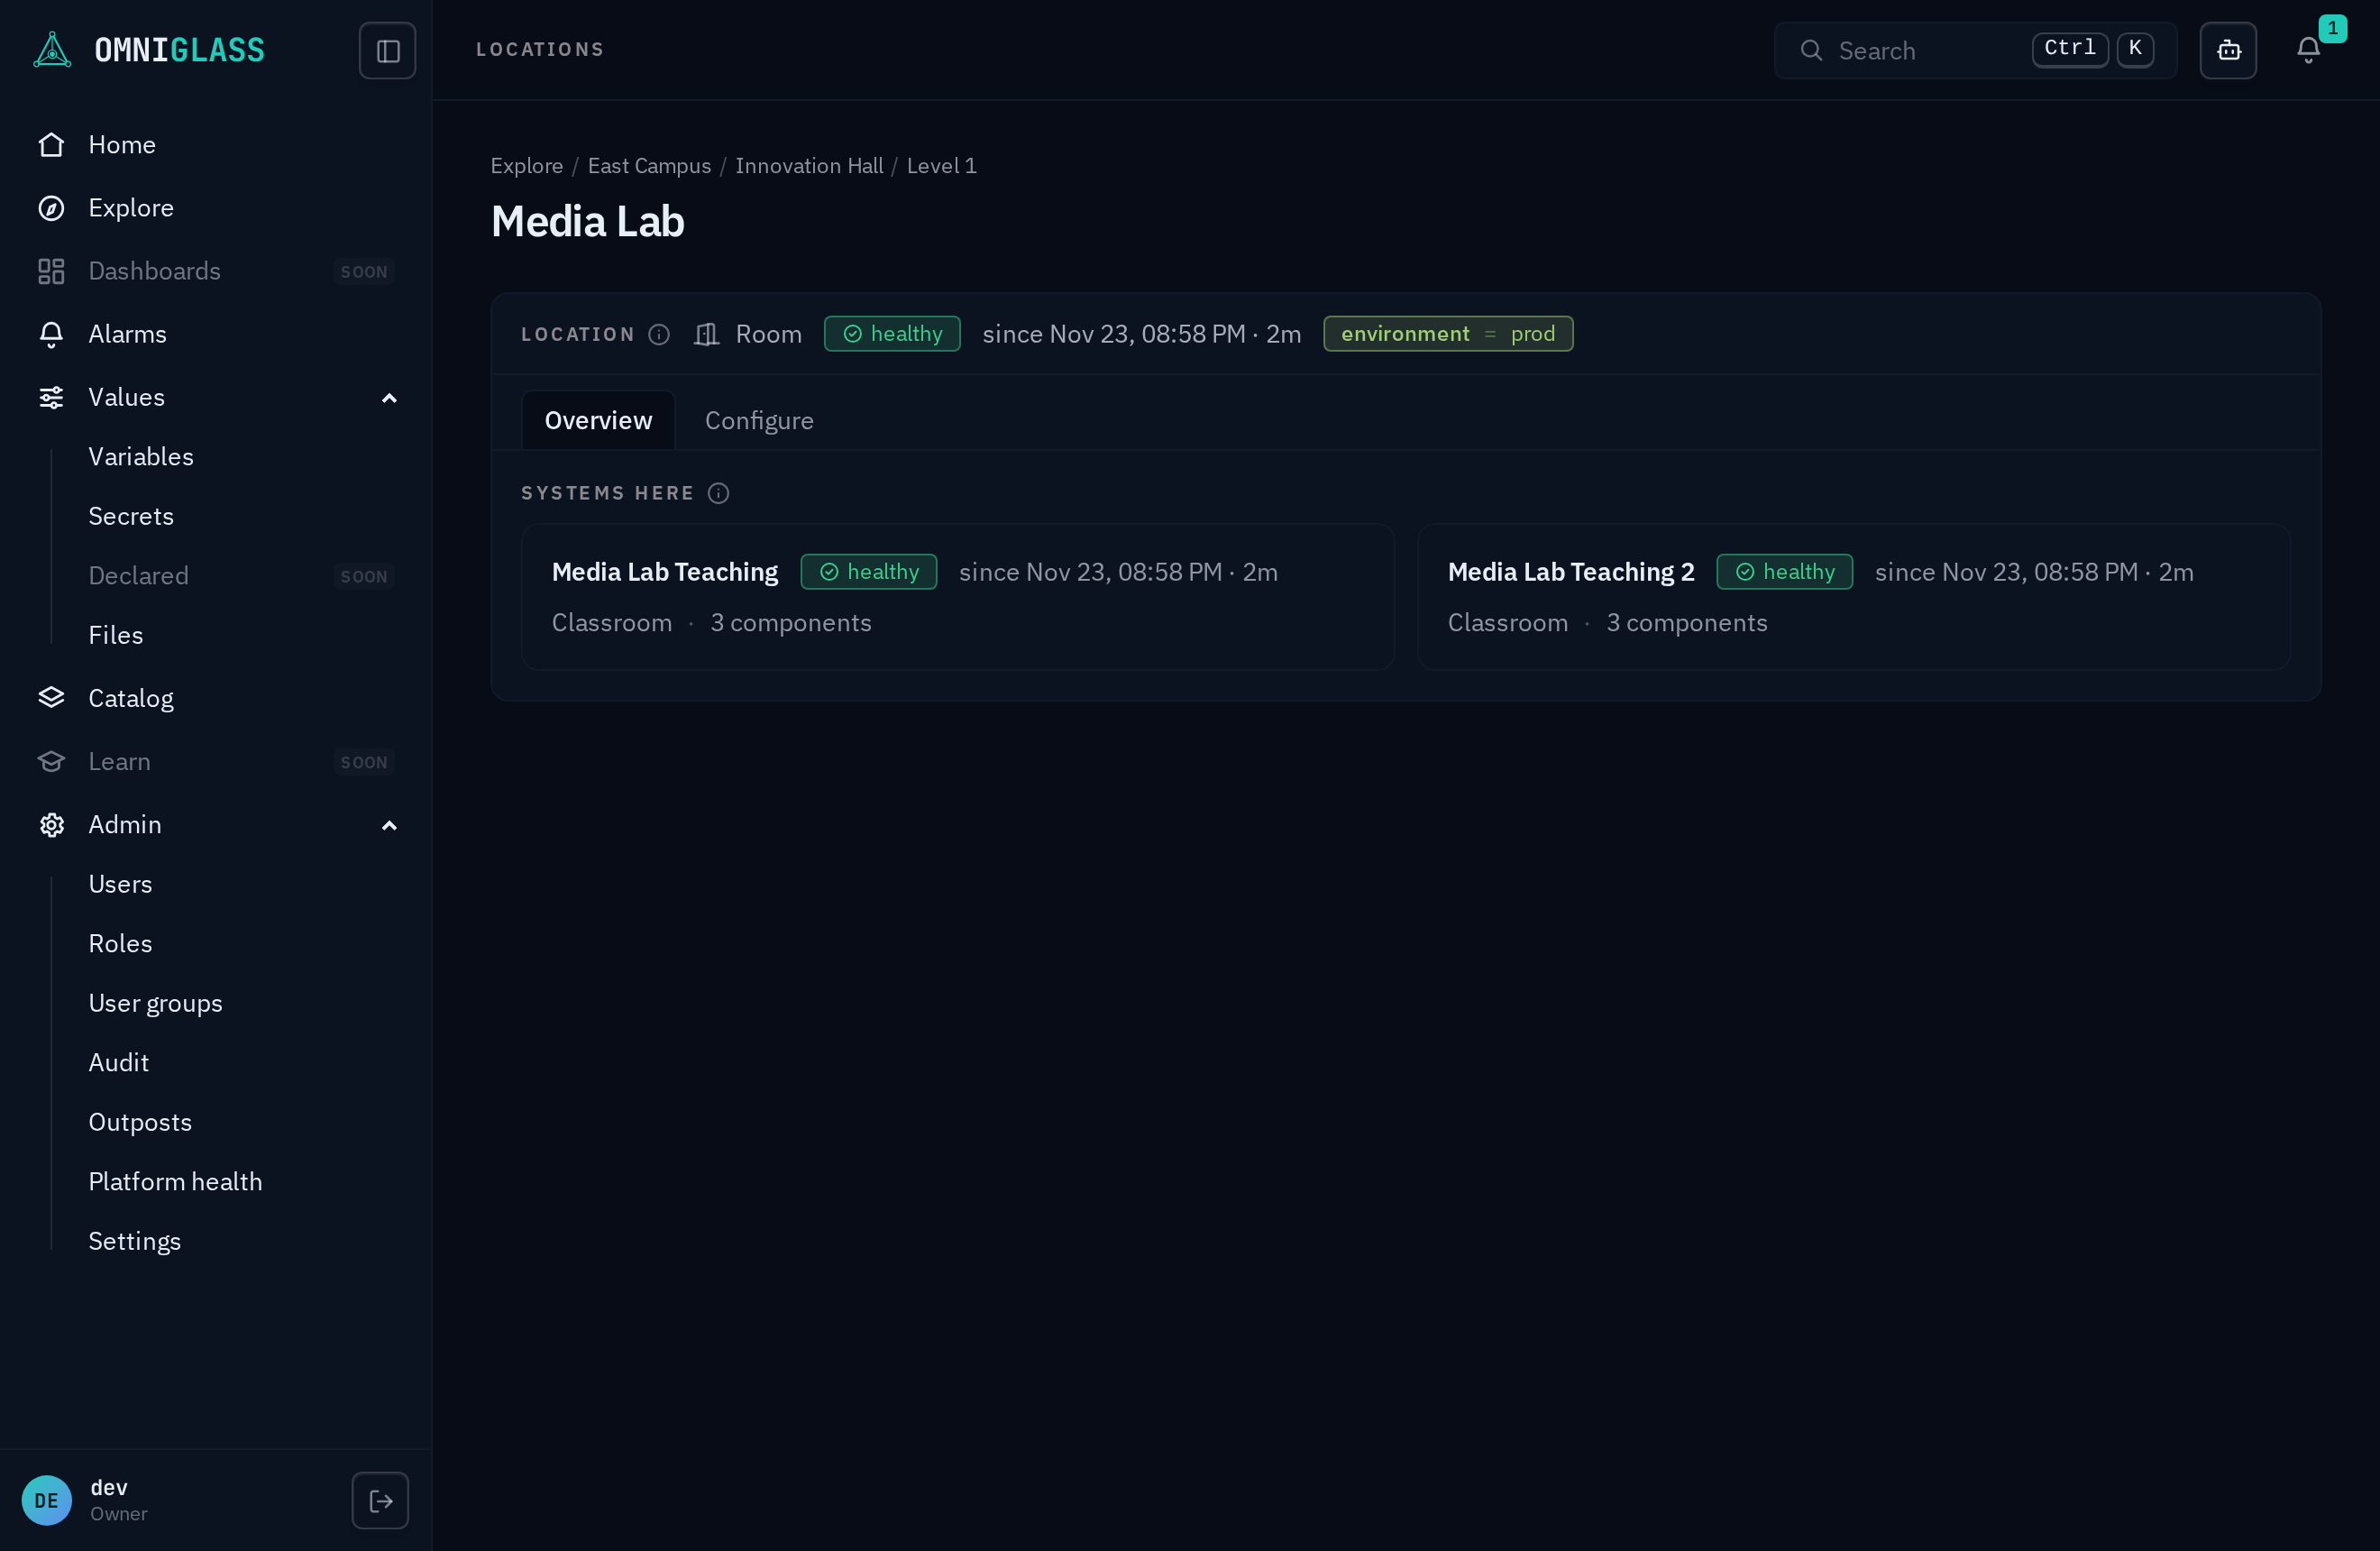 OMNIGLASS
LOCATIONS
Search Ctrl K
1
Home
Explore
Dashboards SOON
Alarms
Values
Variables
Secrets
Declared SOON
Files
Catalog
Learn SOON
Admin
Users
Roles
User groups
Audit
Outposts
Platform health
Settings
DE
dev
Owner
Explore / East Campus / Innovation Hall / Level 1
Media Lab
LOCATION Room healthy since Nov 23, 08:58 PM · 2m environment = prod
Overview Configure
SYSTEMS HERE
Media Lab Teaching healthy since Nov 23, 08:58 PM · 2m
Classroom · 3 components
Media Lab Teaching 2 healthy since Nov 23, 08:58 PM · 2m
Classroom · 3 components